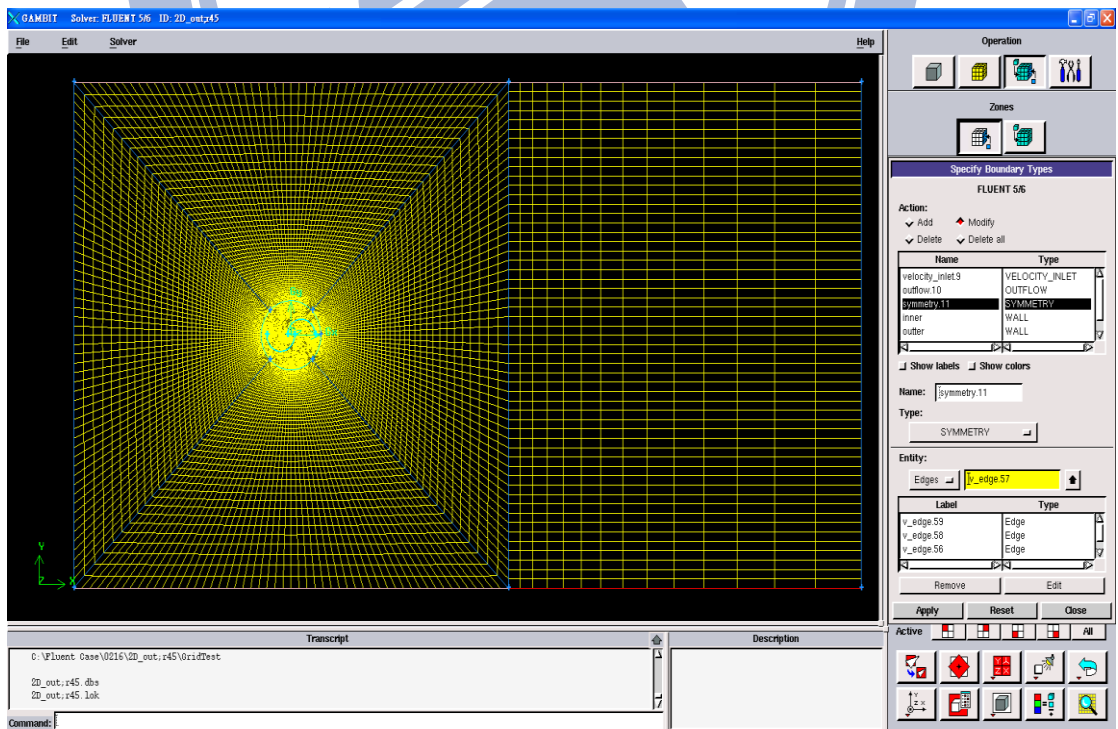 GAMBIT Solver: FLUENT 5/6 ID: 2D_out;r45
File Edit Solver Help
Operation
Zones
Specify Boundary Types
FLUENT 5/6
Action:
Add Modify
Delete Delete all
Name Type
velocity_inlet.9 VELOCITY_INLET
outflow.10 OUTFLOW
symmetry.11 SYMMETRY
inner WALL
outter WALL
Show labels Show colors
Name: symmetry.11
Type:
SYMMETRY
Entity:
Edges v_edge.57
Label Type
v_edge.59 Edge
v_edge.58 Edge
v_edge.56 Edge
Remove Edit
Apply Reset Close
Active All
Y
Z X
Transcript Description
C:\Fluent Case\0216\2D_out;r45\GridTest
2D_out;r45.dbs
2D_out;r45.lok
Command: